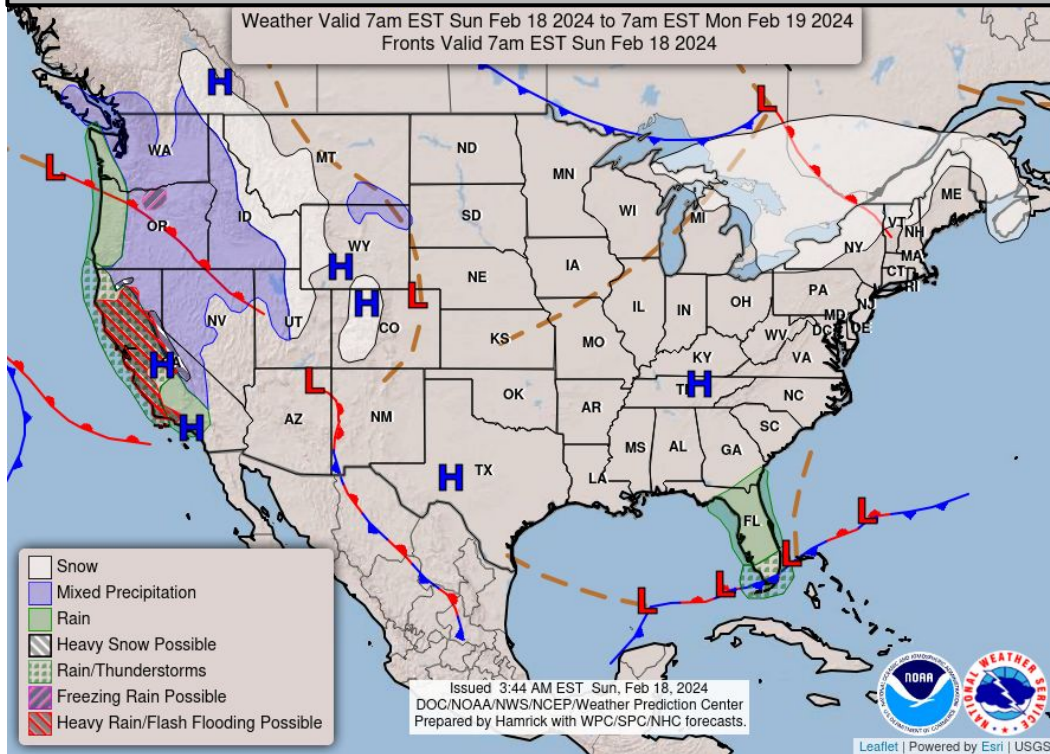 Weather Valid 7am EST Sun Feb 18 2024 to 7am EST Mon Feb 19 2024
Fronts Valid 7am EST Sun Feb 18 2024
H
L
L
WA
MT
ND
MN
ME
VT
NH
OR
ID
WY
SD
WI
MI
NY
MA
CT
RI
H
H
L
NE
IA
PA
NJ
NV
UT
CO
IL
IN
OH
MD
DE
DC
WV
VA
KS
MO
KY
H
L
H
AZ
NM
OK
AR
TN
NC
H
SC
H
TX
MS
AL
GA
LA
FL
L
L
L
L
Snow
Mixed Precipitation
Rain
Heavy Snow Possible
Rain/Thunderstorms
Freezing Rain Possible
Heavy Rain/Flash Flooding Possible
Issued 3:44 AM EST Sun, Feb 18, 2024
DOC/NOAA/NWS/NCEP/Weather Prediction Center
Prepared by Hamrick with WPC/SPC/NHC forecasts.
NOAA
NATIONAL WEATHER SERVICE
Leaflet | Powered by Esri | USGS